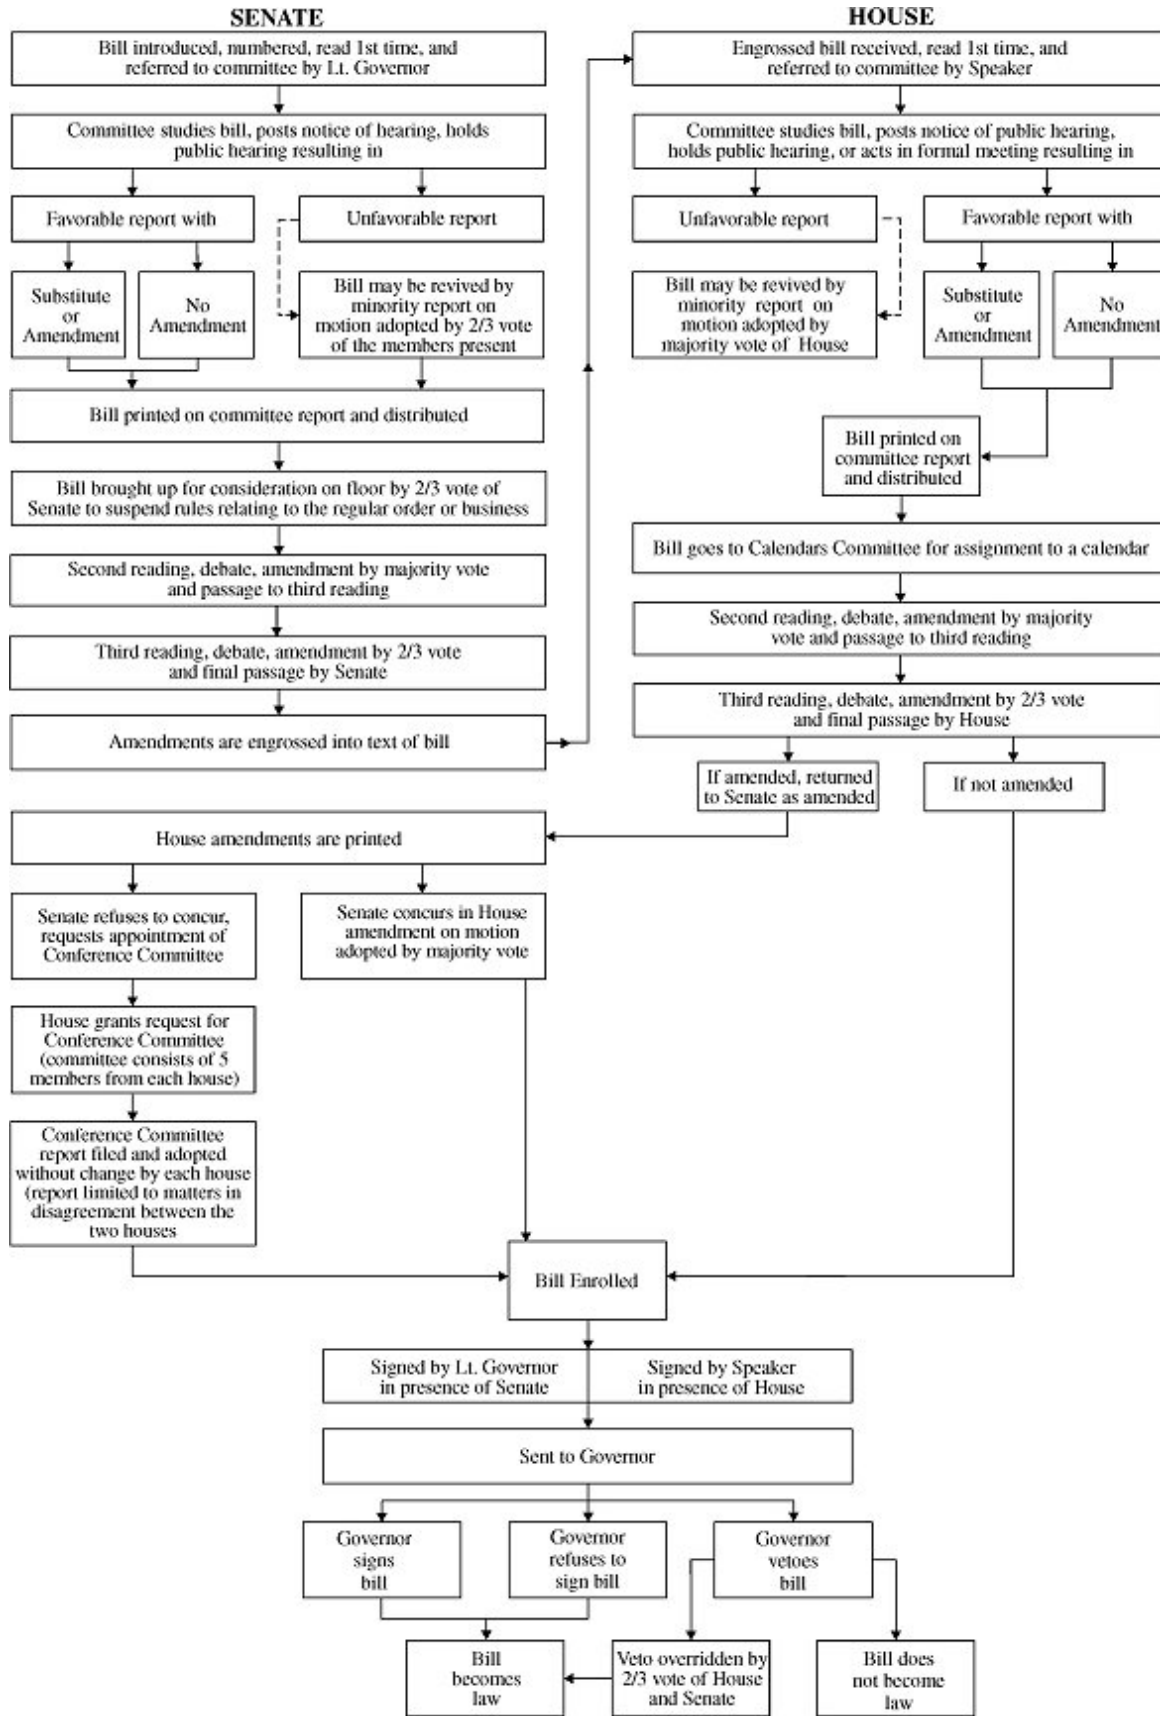 SENATE
Bill introduced, numbered, read 1st time, and
referred to committee by Lt. Governor
Committee studies bill, posts notice of hearing, holds
public hearing resulting in
Favorable report with
Unfavorable report
Substitute
or
Amendment
No
Amendment
Bill may be revived by
minority report on
motion adopted by 2/3 vote
of the members present
Bill printed on committee report and distributed
Bill brought up for consideration on floor by 2/3 vote of
Senate to suspend rules relating to the regular order or business
Second reading, debate, amendment by majority vote
and passage to third reading
Third reading, debate, amendment by 2/3 vote
and final passage by Senate
Amendments are engrossed into text of bill
HOUSE
Engrossed bill received, read 1st time, and
referred to committee by Speaker
Committee studies bill, posts notice of public hearing,
holds public hearing, or acts in formal meeting resulting in
Unfavorable report
Favorable report with
Bill may be revived by
minority report on
motion adopted by
majority vote of House
Substitute
or
Amendment
No
Amendment
Bill printed on
committee report
and distributed
Bill goes to Calendars Committee for assignment to a calendar
Second reading, debate, amendment by majority
vote and passage to third reading
Third reading, debate, amendment by 2/3 vote
and final passage by House
If amended, returned
to Senate as amended
If not amended
House amendments are printed
Senate refuses to concur,
requests appointment of
Conference Committee
Senate concurs in House
amendment on motion
adopted by majority vote
House grants request for
Conference Committee
(committee consists of 5
members from each house)
Conference Committee
report filed and adopted
without change by each house
(report limited to matters in
disagreement between the
two houses
Bill Enrolled
Signed by Lt. Governor
in presence of Senate
Signed by Speaker
in presence of House
Sent to Governor
Governor
signs
bill
Governor
refuses to
sign bill
Governor
vetoes
bill
Bill
becomes
law
Veto overridden by
2/3 vote of House
and Senate
Bill does
not become
law